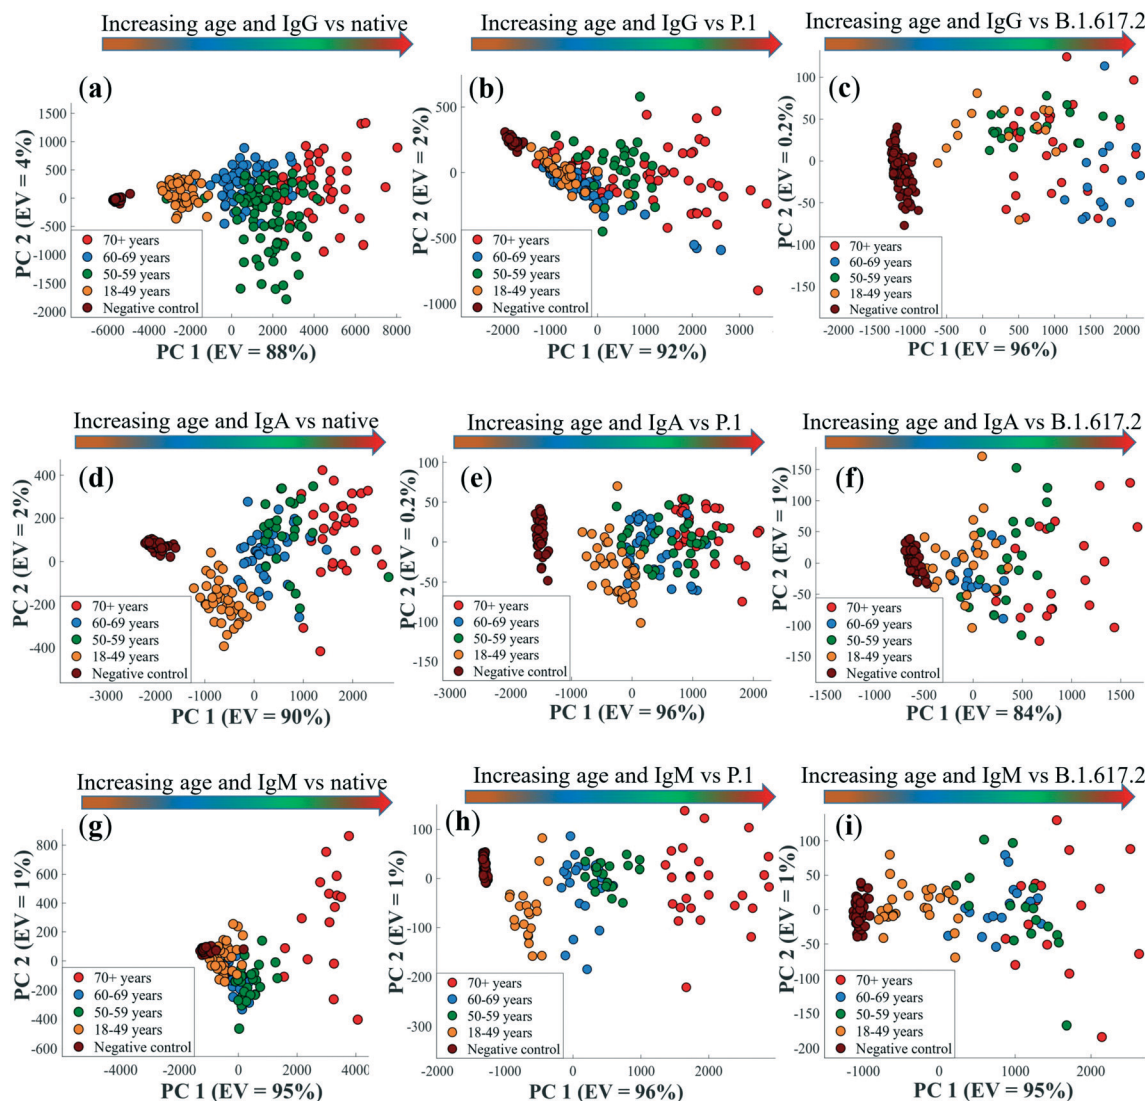 Increasing age and IgG vs native
(a)
PC 2 (EV = 4%)
1500
1000
500
0
-500
-1000
-1500
-2000
70+ years
60-69 years
50-59 years
18-49 years
Negative control
-6000 -4000 -2000 0 2000 4000 6000 8000
PC 1 (EV = 88%)
Increasing age and IgG vs P.1
(b)
PC 2 (EV = 2%)
500
0
-500
-1000
70+ years
60-69 years
50-59 years
18-49 years
Negative control
-2000 -1000 0 1000 2000 3000
PC 1 (EV = 92%)
Increasing age and IgG vs B.1.617.2
(c)
PC 2 (EV = 0.2%)
100
50
0
-50
-100
-150
70+ years
60-69 years
50-59 years
18-49 years
Negative control
-2000 -1500 -1000 -500 0 500 1000 1500 2000
PC 1 (EV = 96%)
Increasing age and IgA vs native
(d)
PC 2 (EV = 2%)
400
200
0
-200
-400
70+ years
60-69 years
50-59 years
18-49 years
Negative control
-3000 -2000 -1000 0 1000 2000
PC 1 (EV = 90%)
Increasing age and IgA vs P.1
(e)
PC 2 (EV = 0.2%)
100
50
0
-50
-100
-150
70+ years
60-69 years
50-59 years
18-49 years
Negative control
-3000 -2000 -1000 0 1000 2000
PC 1 (EV = 96%)
Increasing age and IgA vs B.1.617.2
(f)
PC 2 (EV = 1%)
150
100
50
0
-50
-100
-150
70+ years
60-69 years
50-59 years
18-49 years
Negative control
-1500 -1000 -500 0 500 1000 1500
PC 1 (EV = 84%)
Increasing age and IgM vs native
(g)
PC 2 (EV = 1%)
800
600
400
200
0
-200
-400
-600
70+ years
60-69 years
50-59 years
18-49 years
Negative control
-4000 -2000 0 2000 4000
PC 1 (EV = 95%)
Increasing age and IgM vs P.1
(h)
PC 2 (EV = 1%)
100
0
-100
-200
-300
70+ years
60-69 years
50-59 years
18-49 years
Negative control
-2000 -1000 0 1000 2000
PC 1 (EV = 96%)
Increasing age and IgM vs B.1.617.2
(i)
PC 2 (EV = 1%)
100
50
0
-50
-100
-150
-200
70+ years
60-69 years
50-59 years
18-49 years
Negative control
-1000 0 1000 2000
PC 1 (EV = 95%)